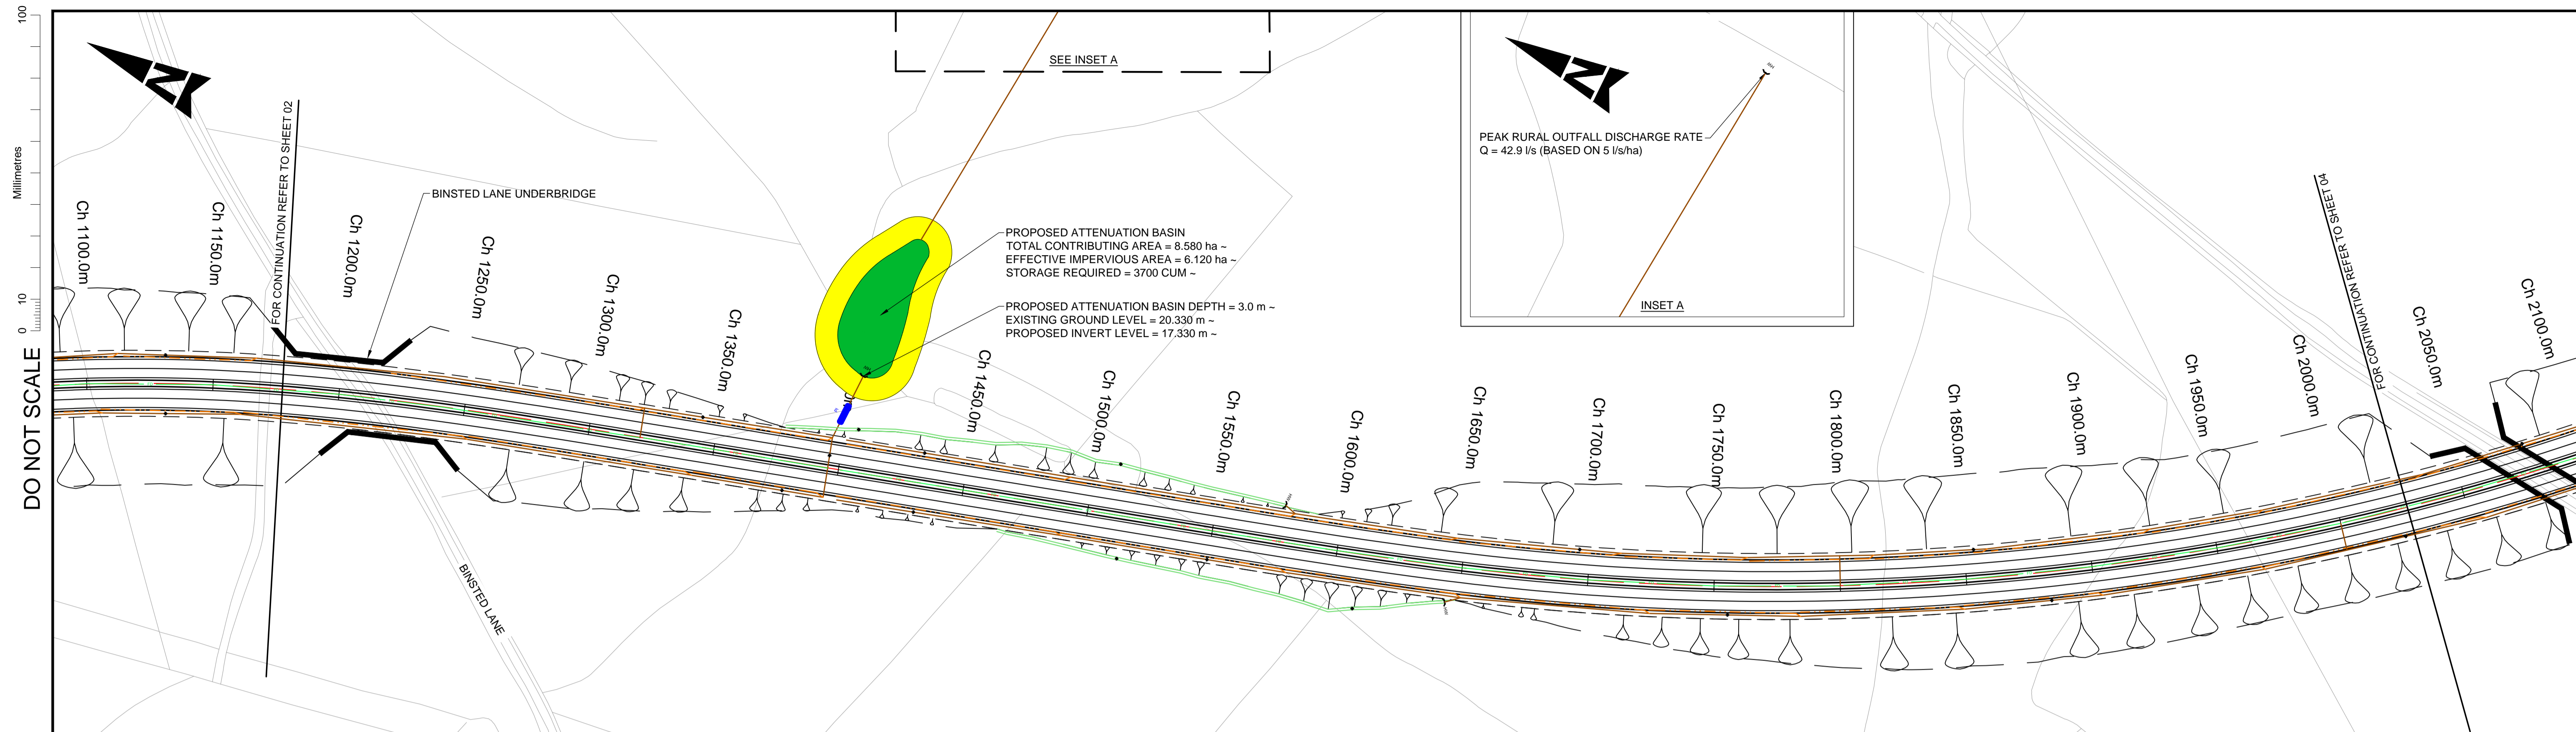 100
Millimetres
10
0
DO NOT SCALE
N
SEE INSET A
N
PEAK RURAL OUTFALL DISCHARGE RATE
Q = 42.9 l/s (BASED ON 5 l/s/ha)
INSET A
FOR CONTINUATION REFER TO SHEET 02
BINSTED LANE UNDERBRIDGE
PROPOSED ATTENUATION BASIN
TOTAL CONTRIBUTING AREA = 8.580 ha ~
EFFECTIVE IMPERVIOUS AREA = 6.120 ha ~
STORAGE REQUIRED = 3700 CUM ~
PROPOSED ATTENUATION BASIN DEPTH = 3.0 m ~
EXISTING GROUND LEVEL = 20.330 m ~
PROPOSED INVERT LEVEL = 17.330 m ~
FOR CONTINUATION REFER TO SHEET 04
Ch 1100.0m
Ch 1150.0m
Ch 1200.0m
Ch 1250.0m
Ch 1300.0m
Ch 1350.0m
Ch 1450.0m
Ch 1500.0m
Ch 1550.0m
Ch 1600.0m
Ch 1650.0m
Ch 1700.0m
Ch 1750.0m
Ch 1800.0m
Ch 1850.0m
Ch 1900.0m
Ch 1950.0m
Ch 2000.0m
Ch 2050.0m
Ch 2100.0m
BINSTED LANE